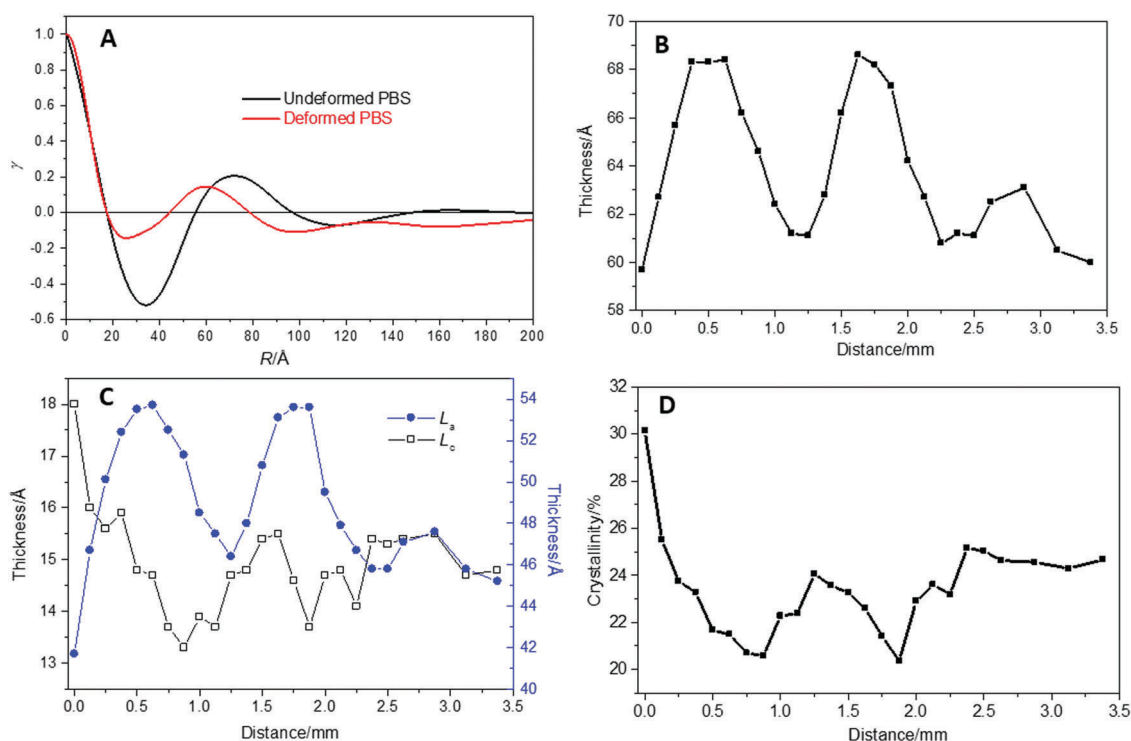 A
1.0
0.8
0.6
0.4
0.2
0.0
-0.2
-0.4
-0.6
γ
Undeformed PBS
Deformed PBS
0 20 40 60 80 100 120 140 160 180 200
R/Å
B
70
68
66
64
62
60
58
Thickness/Å
0.0 0.5 1.0 1.5 2.0 2.5 3.0 3.5
Distance/mm
C
18
17
16
15
14
13
Thickness/Å
La
Lc
54
52
50
48
46
44
42
40
Thickness/Å
0.0 0.5 1.0 1.5 2.0 2.5 3.0 3.5
Distance/mm
D
32
30
28
26
24
22
20
Crystallinity/%
0.0 0.5 1.0 1.5 2.0 2.5 3.0 3.5
Distance/mm